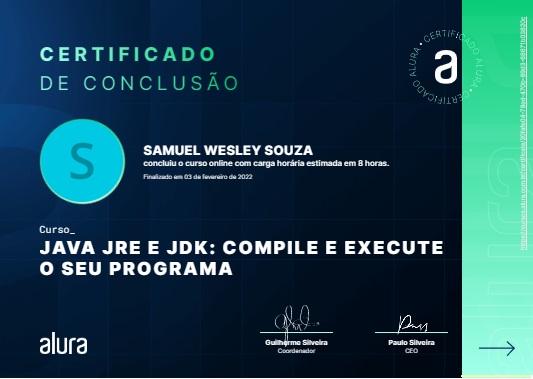 CERTIFICADO
DE CONCLUSÃO
CERTIFICADO ALURA • CERTIFICADO ALURA •
a
S
SAMUEL WESLEY SOUZA
concluiu o curso online com carga horária estimada em 8 horas.
Finalizado em 03 de fevereiro de 2022
Curso_
JAVA JRE E JDK: COMPILE E EXECUTE
O SEU PROGRAMA
alura
Guilherme Silveira
Coordenador
Paulo Silveira
CEO